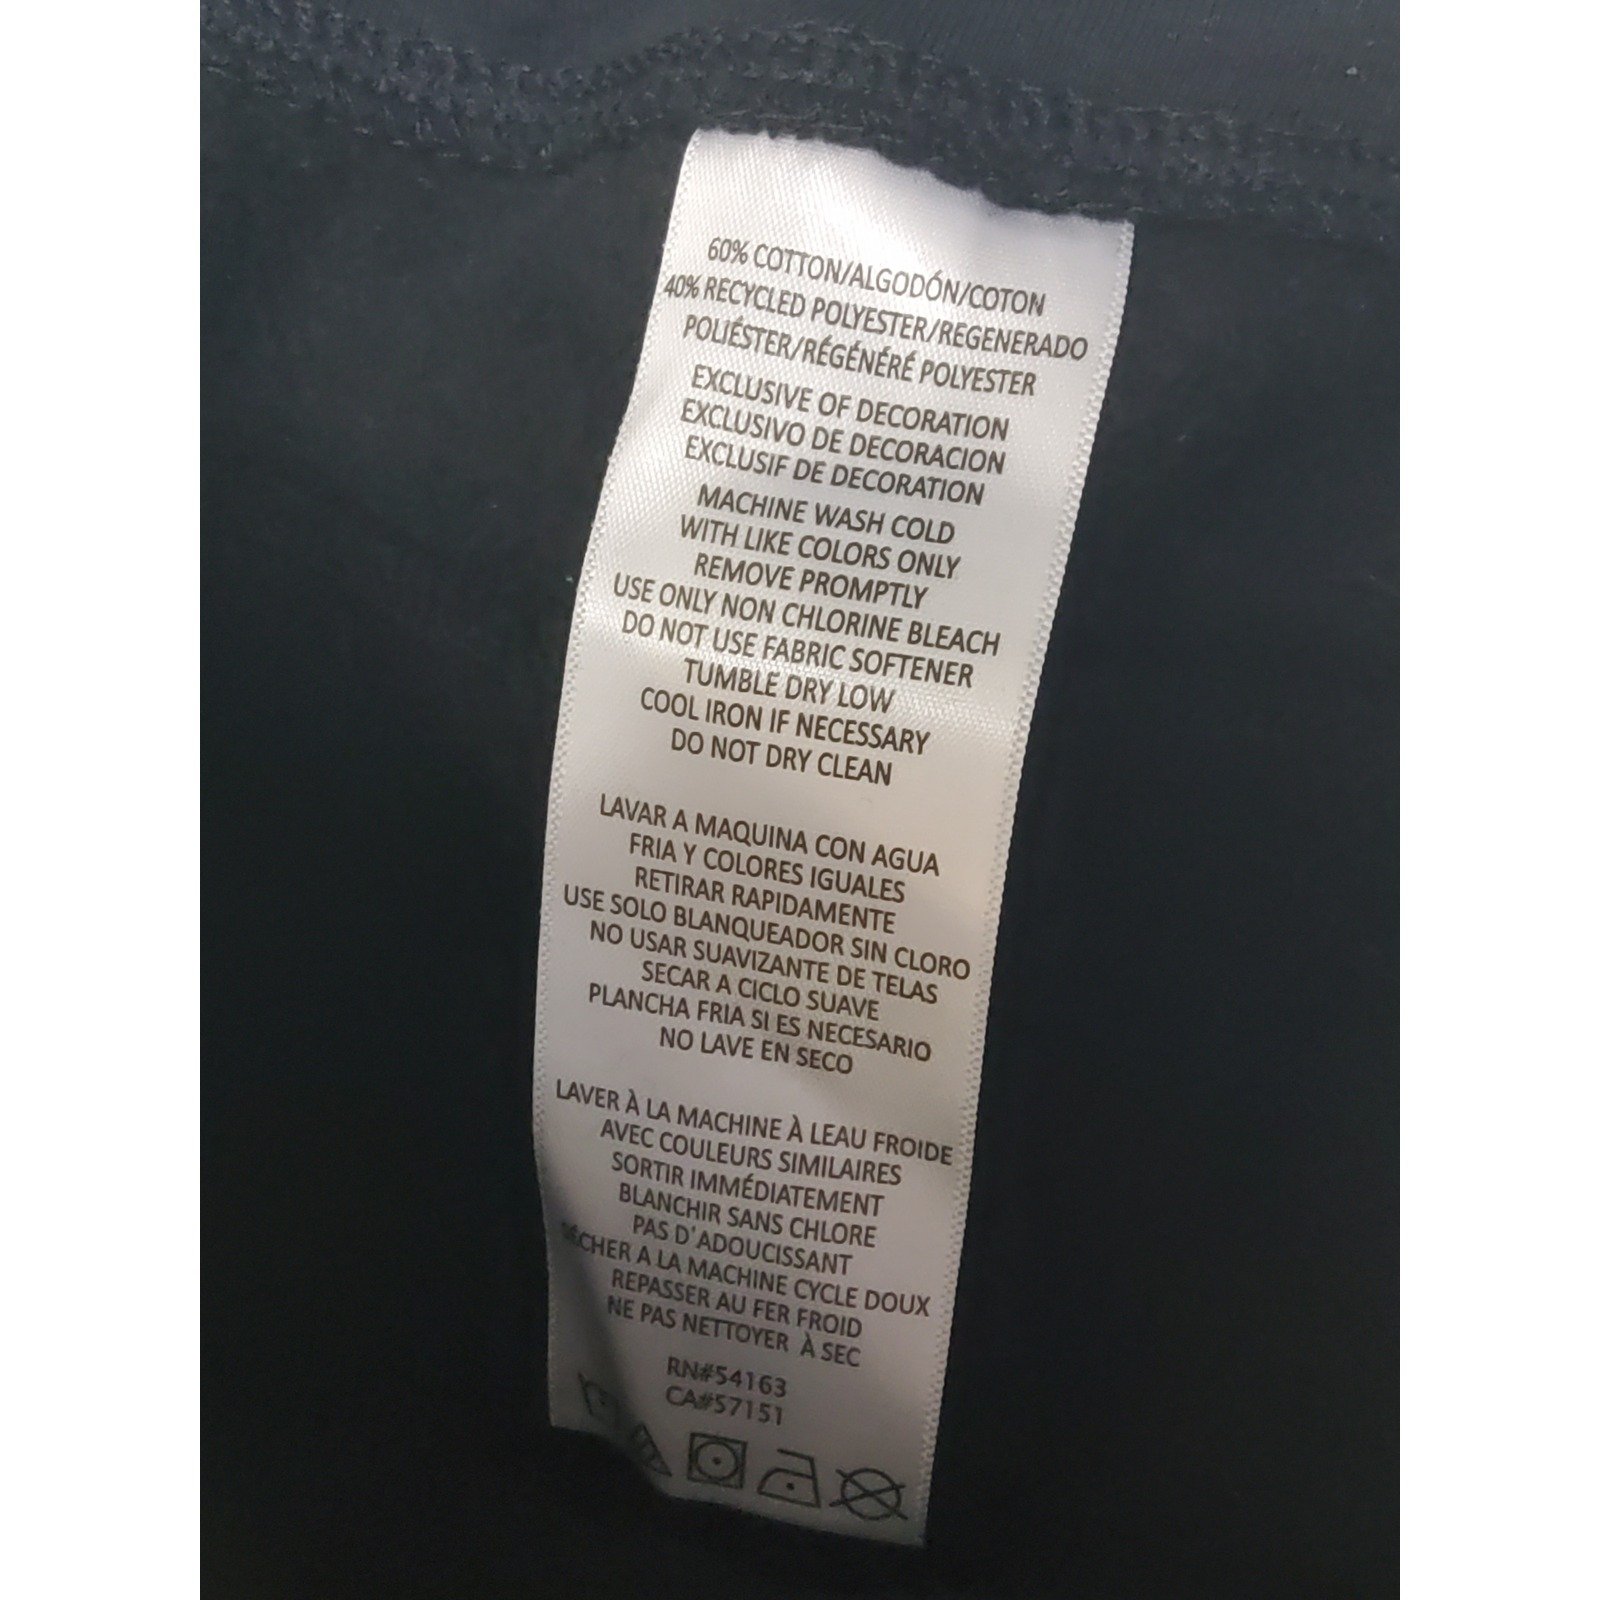 60% COTTON/ALGODÓN/COTON
40% RECYCLED POLYESTER/REGENERADO
POLIÉSTER/RÉGÉNÉRÉ POLYESTER
EXCLUSIVE OF DECORATION
EXCLUSIVO DE DECORACION
EXCLUSIF DE DECORATION
MACHINE WASH COLD
WITH LIKE COLORS ONLY
REMOVE PROMPTLY
USE ONLY NON CHLORINE BLEACH
DO NOT USE FABRIC SOFTENER
TUMBLE DRY LOW
COOL IRON IF NECESSARY
DO NOT DRY CLEAN
LAVAR A MAQUINA CON AGUA
FRIA Y COLORES IGUALES
RETIRAR RAPIDAMENTE
USE SOLO BLANQUEADOR SIN CLORO
NO USAR SUAVIZANTE DE TELAS
SECAR A CICLO SUAVE
PLANCHA FRIA SI ES NECESARIO
NO LAVE EN SECO
LAVER À LA MACHINE À LEAU FROIDE
AVEC COULEURS SIMILAIRES
SORTIR IMMÉDIATEMENT
BLANCHIR SANS CHLORE
PAS D'ADOUCISSANT
SÉCHER A LA MACHINE CYCLE DOUX
REPASSER AU FER FROID
NE PAS NETTOYER À SEC
RN#54163
CA#57151